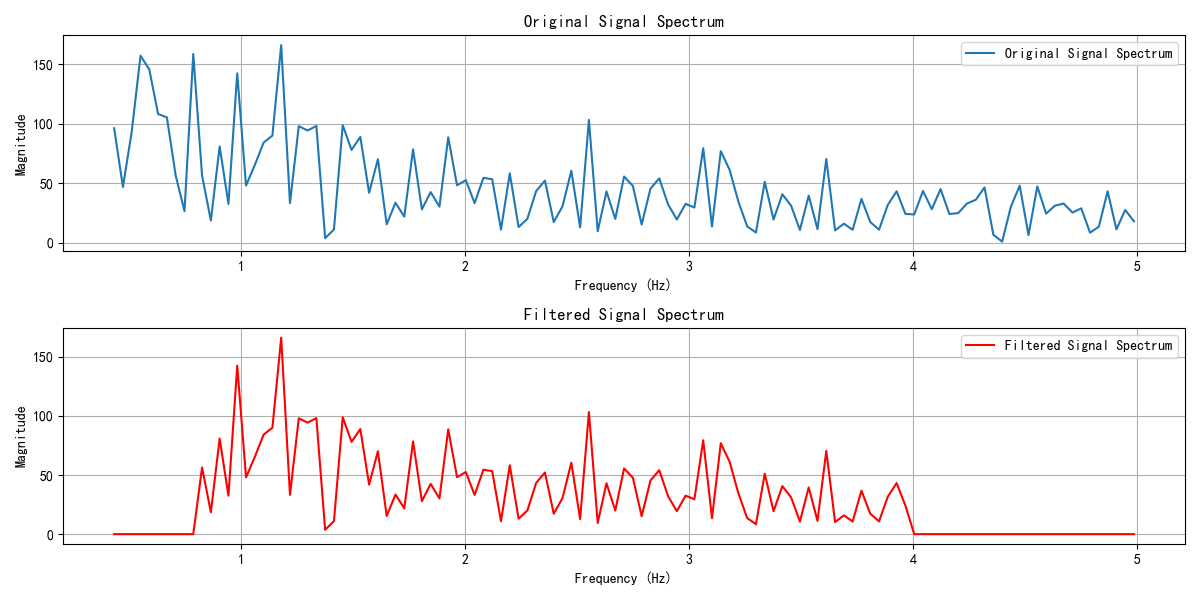 Original Signal Spectrum
Original Signal Spectrum
Magnitude
150
100
50
0
1 2 3 4 5
Frequency (Hz)
Filtered Signal Spectrum
Filtered Signal Spectrum
Magnitude
150
100
50
0
1 2 3 4 5
Frequency (Hz)